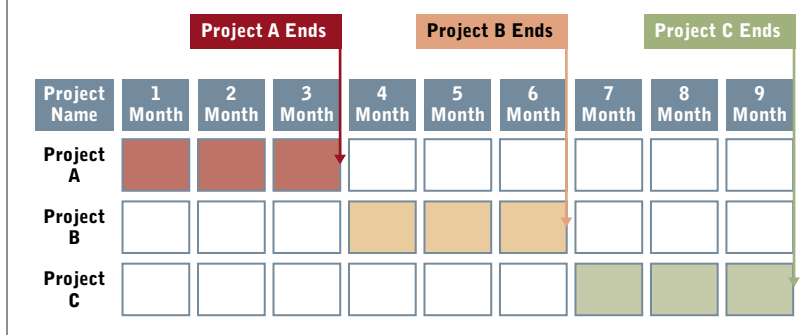 Project A Ends
Project B Ends
Project C Ends
Project Name
1 Month
2 Month
3 Month
4 Month
5 Month
6 Month
7 Month
8 Month
9 Month
Project A
Project B
Project C